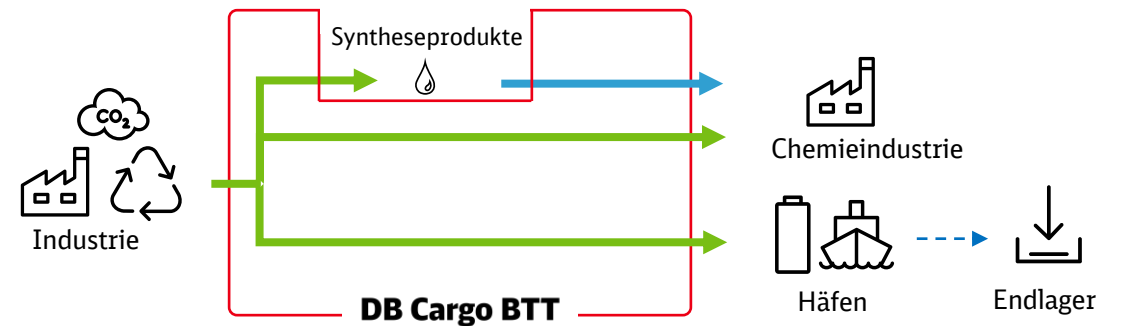 Syntheseprodukte
CO₂
Chemieindustrie
Industrie
Häfen
Endlager
DB Cargo BTT